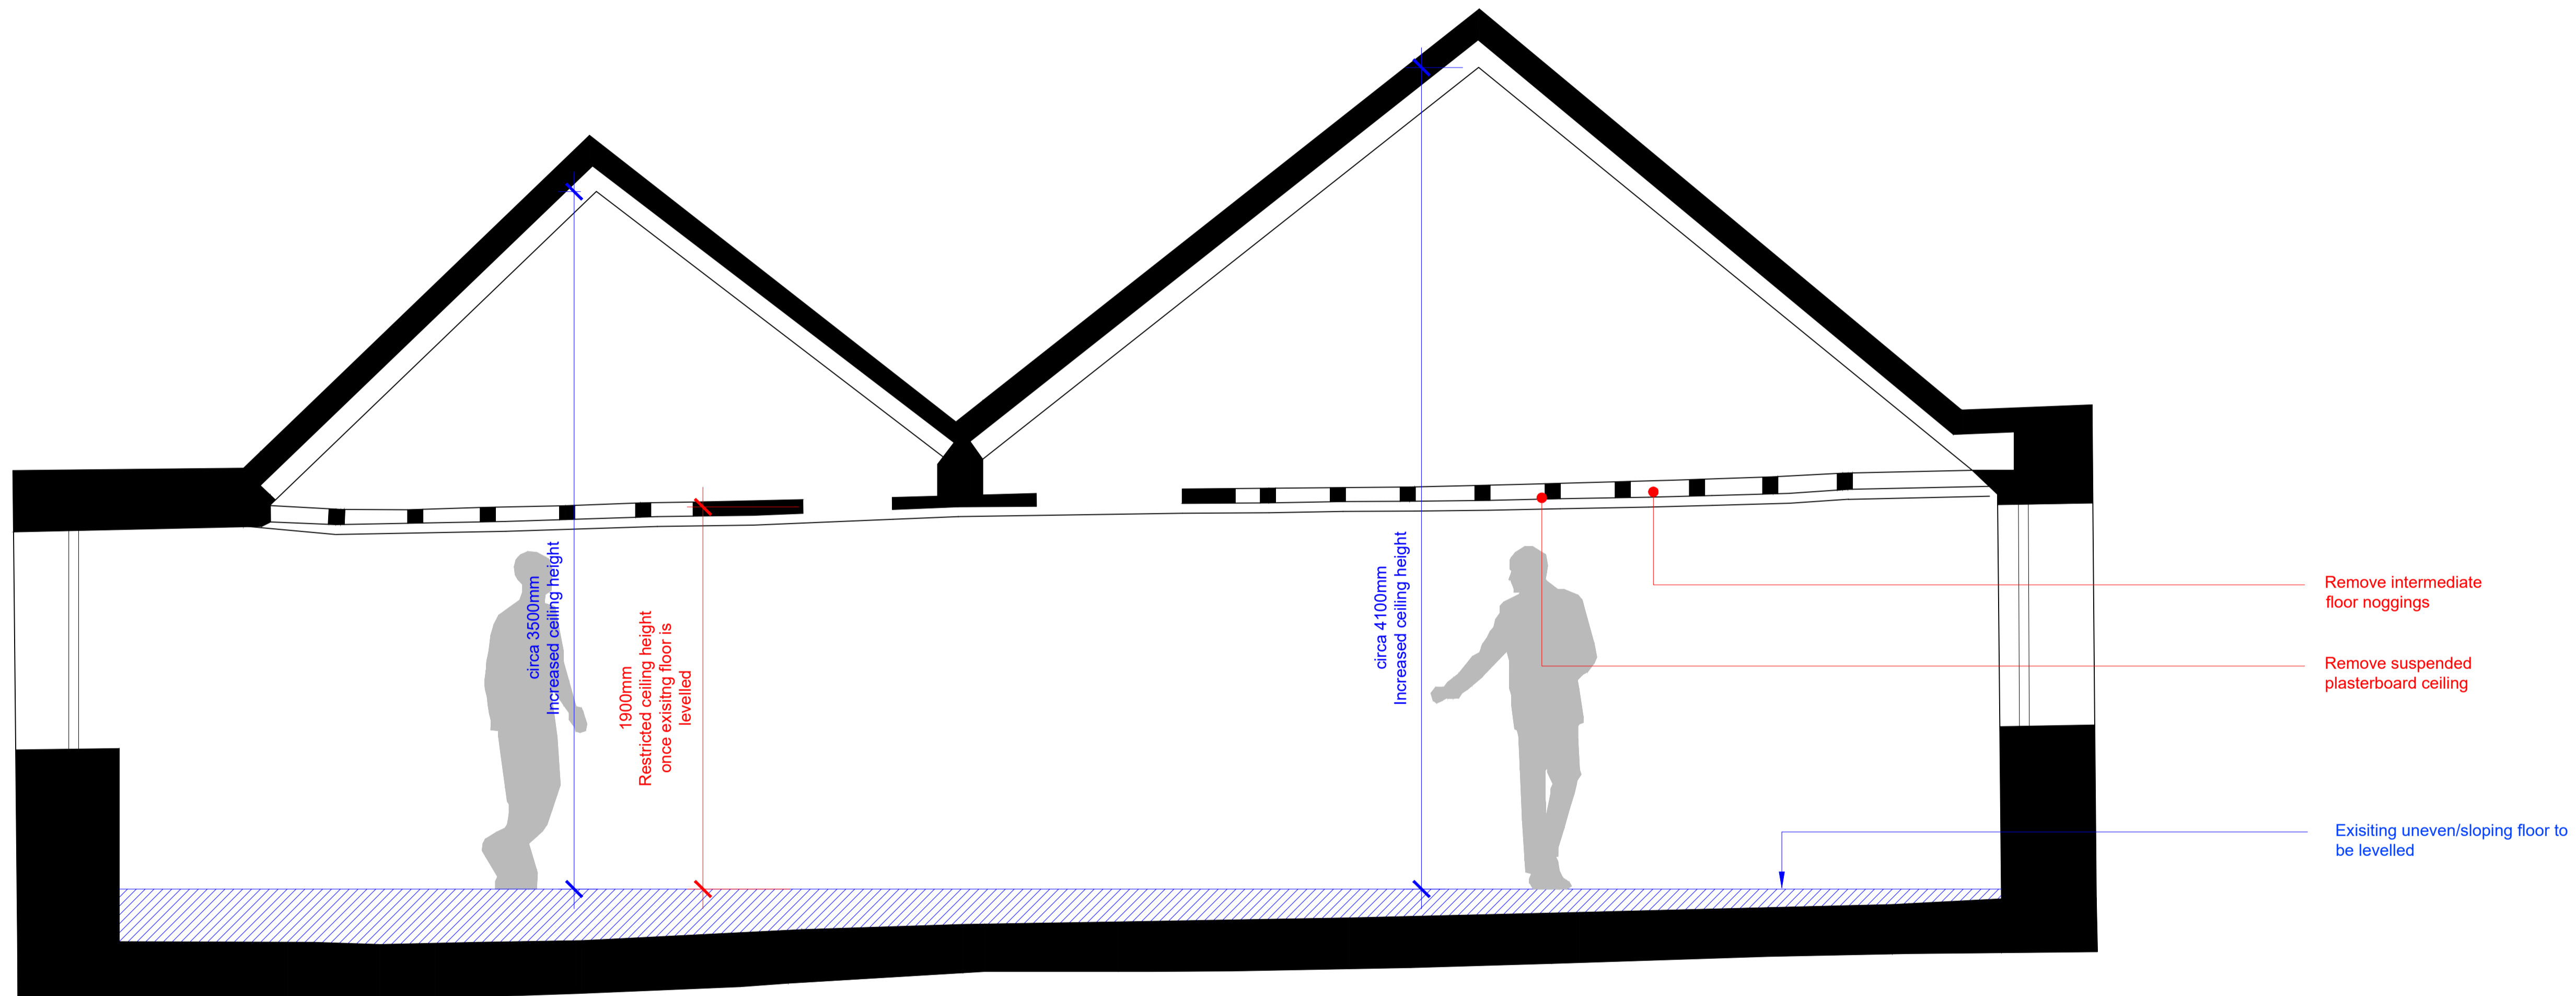 circa 3500mm
Increased ceiling height
1900mm
Restricted ceiling height
once exisitng floor is
levelled
circa 4100mm
Increased ceiling height
Remove intermediate
floor noggings
Remove suspended
plasterboard ceiling
Exisiting uneven/sloping floor to
be levelled